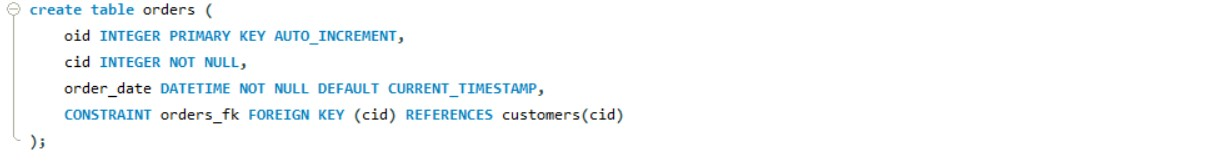 create table orders (
oid INTEGER PRIMARY KEY AUTO_INCREMENT,
cid INTEGER NOT NULL,
order_date DATETIME NOT NULL DEFAULT CURRENT_TIMESTAMP,
CONSTRAINT orders_fk FOREIGN KEY (cid) REFERENCES customers(cid)
);